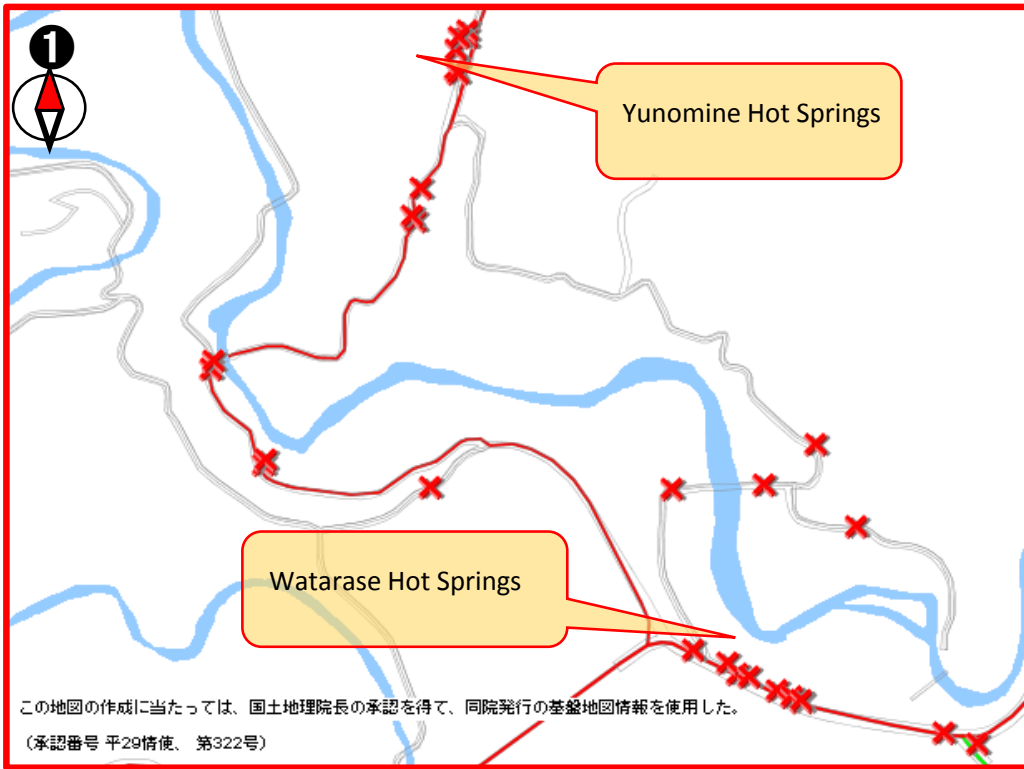 1
Yunomine Hot Springs
Watarase Hot Springs
この地図の作成に当たっては、国土地理院長の承認を得て、同院発行の基盤地図情報を使用した。
(承認番号 平29情使、 第322号)